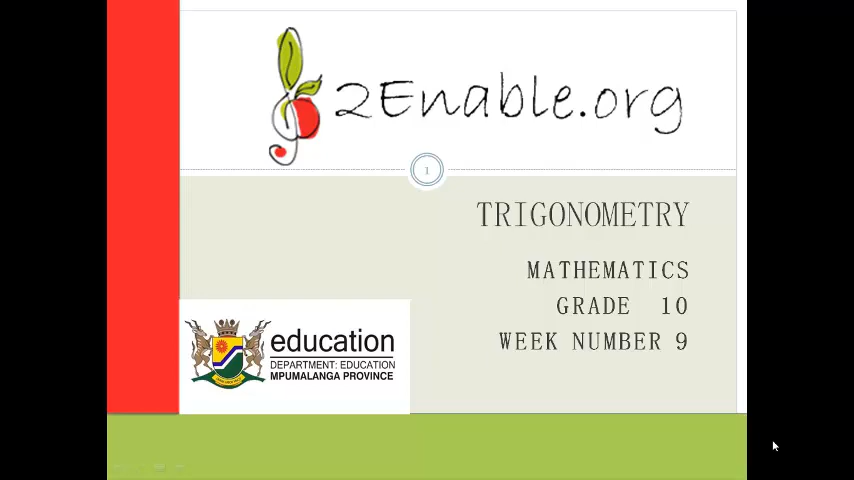 2Enable.org
1
TRIGONOMETRY
MATHEMATICS
GRADE 10
WEEK NUMBER 9
education
DEPARTMENT: EDUCATION
MPUMALANGA PROVINCE